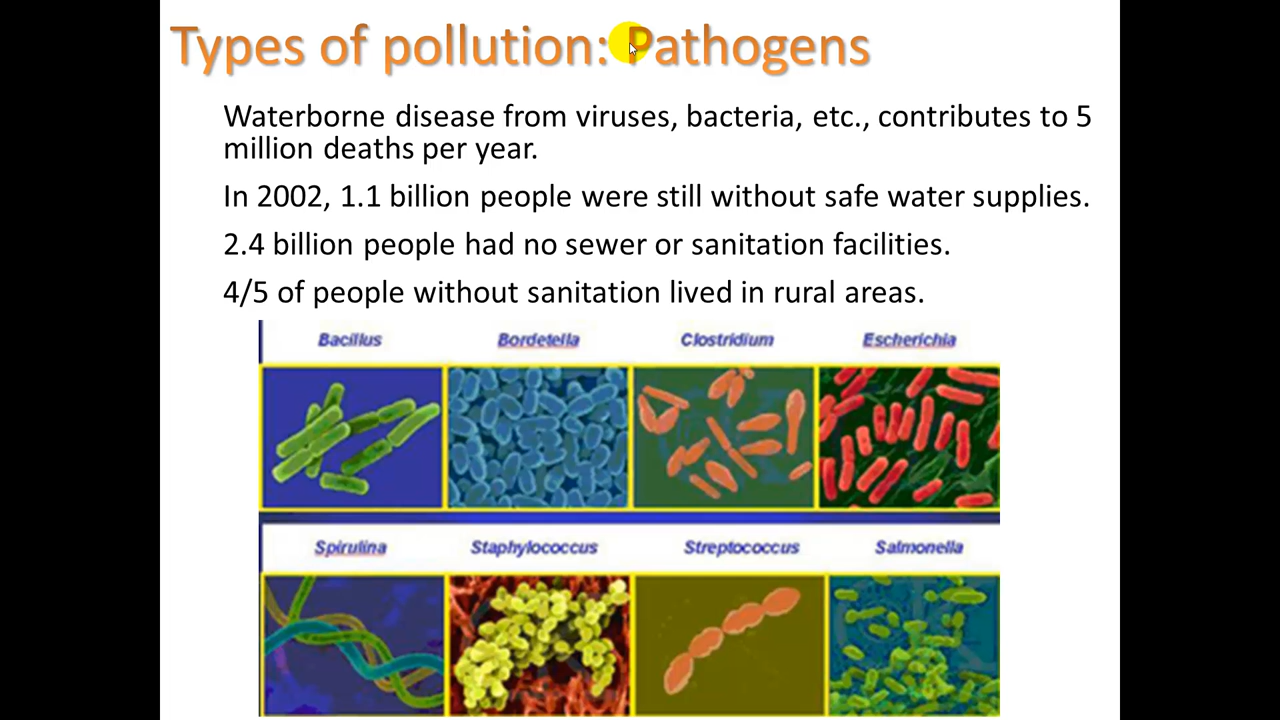 Types of pollution: Pathogens
Waterborne disease from viruses, bacteria, etc., contributes to 5
million deaths per year.
In 2002, 1.1 billion people were still without safe water supplies.
2.4 billion people had no sewer or sanitation facilities.
4/5 of people without sanitation lived in rural areas.
Bacillus Bordetella Clostridium Escherichia
Spirulina Staphylococcus Streptococcus Salmonella